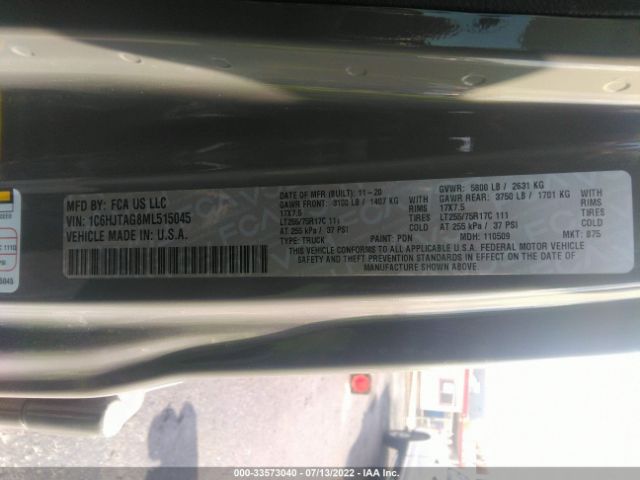 MFD BY: FCA US LLC
VIN: 1C6HJTAG8ML515045
VEHICLE MADE IN: U.S.A.
DATE OF MFR (BUILT): 11-20
GAWR FRONT: 3100 LB / 1407 KG
17X7.5 RIMS
LT255/75R17C 111 TIRES
AT 255 kPa / 37 PSI COLD
GVWR: 5800 LB / 2631 KG
GAWR REAR: 3750 LB / 1701 KG
17X7.5 RIMS
LT255/75R17C 111 TIRES
AT 255 kPa / 37 PSI COLD
TYPE: TRUCK PAINT: PDN MDH: 110509 MKT: B75
THIS VEHICLE CONFORMS TO ALL APPLICABLE U.S.A. FEDERAL MOTOR VEHICLE
SAFETY AND THEFT PREVENTION STANDARDS IN EFFECT ON THE DATE OF
MANUFACTURE SHOWN ABOVE.
FCA
C 111
PSI
5045
000-33573040 - 07/13/2022 - IAA Inc.